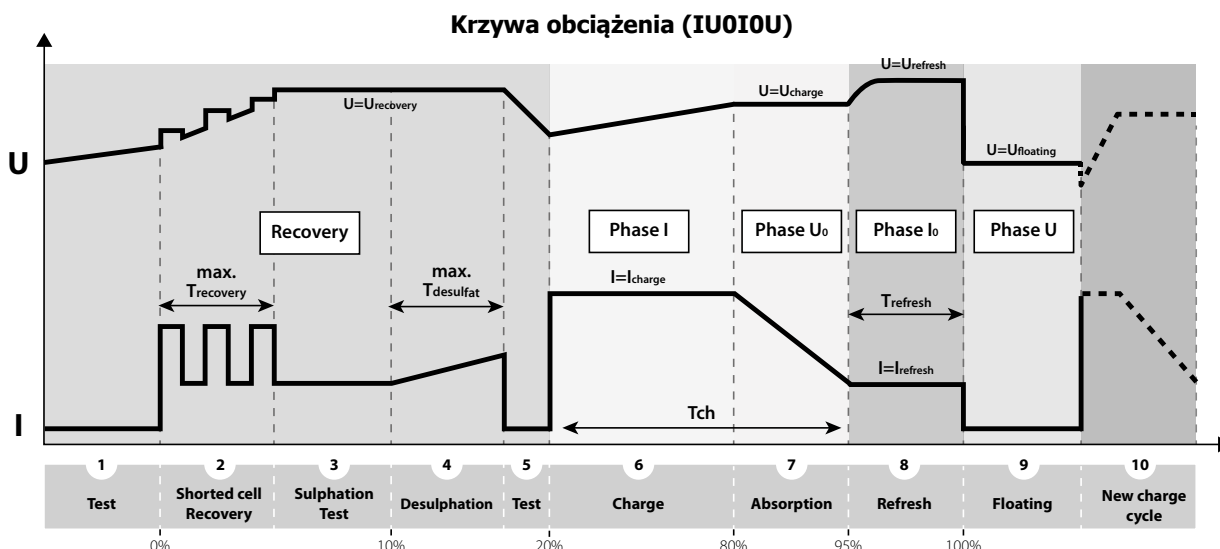 Krzywa obciążenia (IU0I0U)
U=Urefresh
U=Urecovery
U=Ucharge
U
U=Ufloating
Recovery
Phase I
Phase U₀
Phase I₀
Phase U
max.
Trecovery
max.
Tdesulfat
I=Icharge
Trefresh
I=Irefresh
Tch
I
1
2
3
4
5
6
7
8
9
10
Test
Shorted cell
Recovery
Sulphation
Test
Desulphation
Test
Charge
Absorption
Refresh
Floating
New charge
cycle
0%
10%
20%
80%
95%
100%